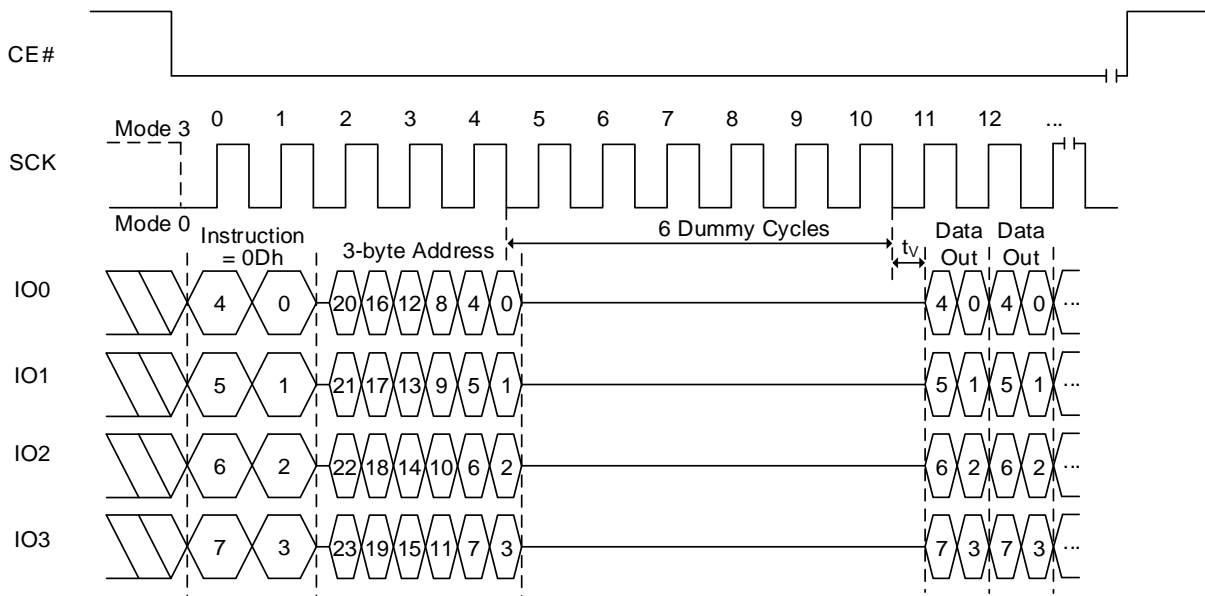 CE#
0 1 2 3 4 5 6 7 8 9 10 11 12 ...
Mode 3
SCK
Mode 0
Instruction
= 0Dh
3-byte Address
6 Dummy Cycles
tV
Data
Out
Data
Out
IO0
4 0 20 16 12 8 4 0 4 0 4 0 ...
IO1
5 1 21 17 13 9 5 1 5 1 5 1 ...
IO2
6 2 22 18 14 10 6 2 6 2 6 2 ...
IO3
7 3 23 19 15 11 7 3 7 3 7 3 ...